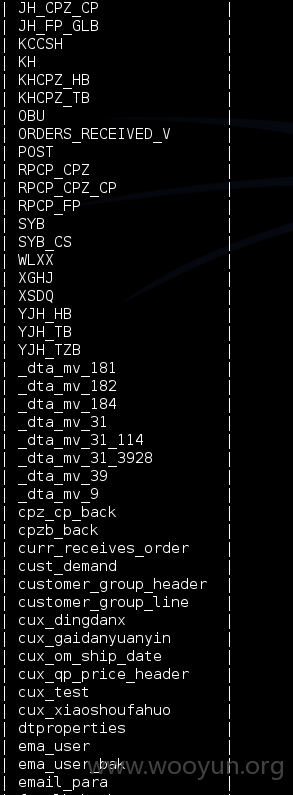 | JH_CPZ_CP |
| JH_FP_GLB |
| KCCSH |
| KH |
| KHCPZ_HB |
| KHCPZ_TB |
| OBU |
| ORDERS_RECEIVED_V |
| POST |
| RPCP_CPZ |
| RPCP_CPZ_CP |
| RPCP_FP |
| SYB |
| SYB_CS |
| WLXX |
| XGHJ |
| XSDQ |
| YJH_HB |
| YJH_TB |
| YJH_TZB |
| _dta_mv_181 |
| _dta_mv_182 |
| _dta_mv_184 |
| _dta_mv_31 |
| _dta_mv_31_114 |
| _dta_mv_31_3928 |
| _dta_mv_39 |
| _dta_mv_9 |
| cpz_cp_back |
| cpzb_back |
| curr_receives_order |
| cust_demand |
| customer_group_header |
| customer_group_line |
| cux_dingdanx |
| cux_gaidanyuanyin |
| cux_om_ship_date |
| cux_qp_price_header |
| cux_test |
| cux_xiaoshoufahuo |
| dtproperties |
| ema_user |
| ema_user_bak |
| email_para |
www.wooyun.org